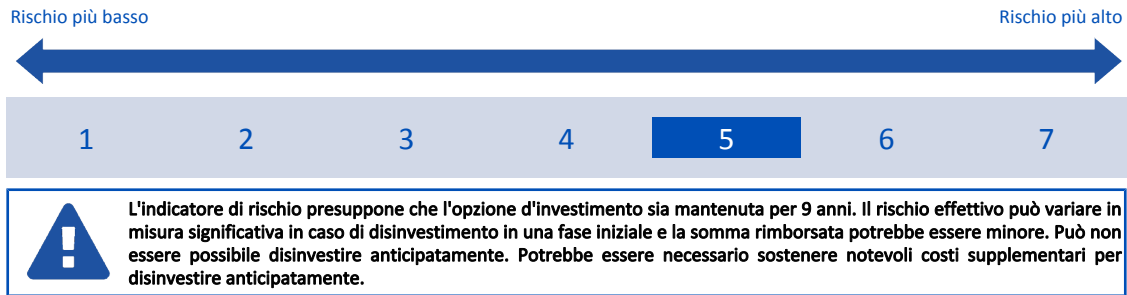 Rischio più basso Rischio più alto
1 2 3 4 5 6 7
L'indicatore di rischio presuppone che l'opzione d'investimento sia mantenuta per 9 anni. Il rischio effettivo può variare in
misura significativa in caso di disinvestimento in una fase iniziale e la somma rimborsata potrebbe essere minore. Può non
essere possibile disinvestire anticipatamente. Potrebbe essere necessario sostenere notevoli costi supplementari per
disinvestire anticipatamente.